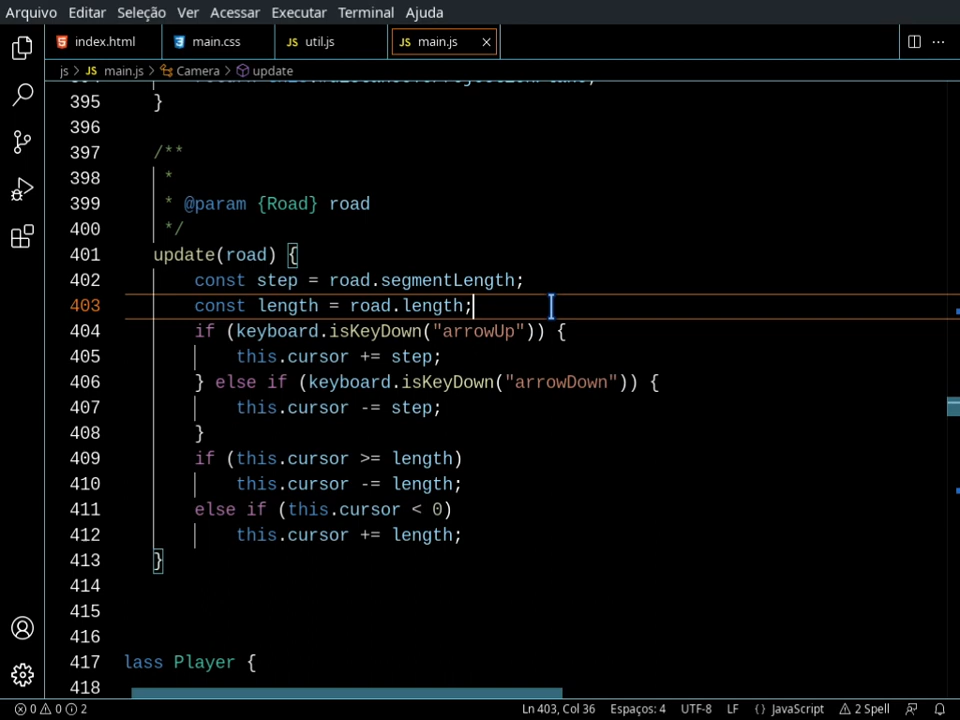 Arquivo Editar Seleção Ver Acessar Executar Terminal Ajuda
index.html main.css JS util.js JS main.js
js > JS main.js > Camera > update
395 }
396
397 /**
398 *
399 * @param {Road} road
400 */
401 update(road) {
402 const step = road.segmentLength;
403 const length = road.length;
404 if (keyboard.isKeyDown("arrowUp")) {
405 this.cursor += step;
406 } else if (keyboard.isKeyDown("arrowDown")) {
407 this.cursor -= step;
408 }
409 if (this.cursor >= length)
410 this.cursor -= length;
411 else if (this.cursor < 0)
412 this.cursor += length;
413 }
414
415
416
417 lass Player {
418
0 0 2 Ln 403, Col 36 Espaços: 4 UTF-8 LF {} JavaScript 2 Spell